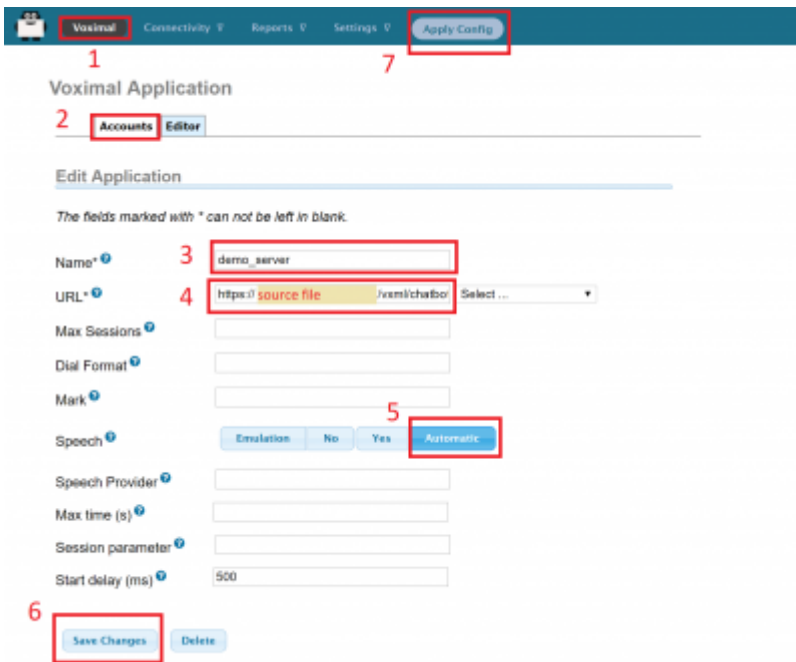 Voximal Connectivity Reports Settings Apply Config
1
7
Voximal Application
2 Accounts Editor
Edit Application
The fields marked with * can not be left in blank.
Name* 3 demo_server
URL* 4 https:// source file /vxml/chatbo Select ...
Max Sessions
Dial Format
Mark
5
Speech Emulation No Yes Automatic
Speech Provider
Max time (s)
Session parameter
Start delay (ms) 500
6
Save Changes Delete